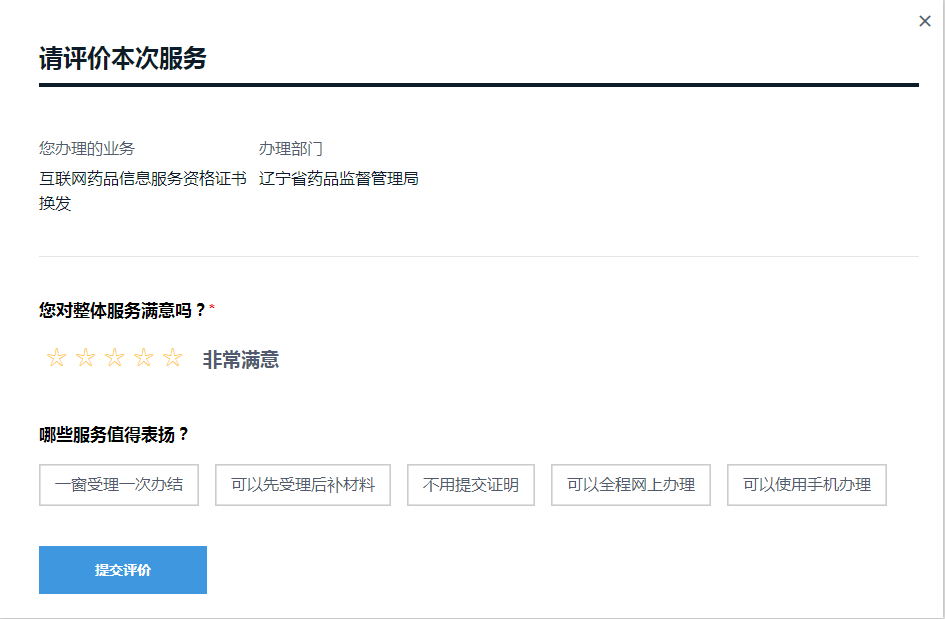 请评价本次服务
您办理的业务 办理部门
互联网药品信息服务资格证书 辽宁省药品监督管理局
换发
您对整体服务满意吗？*
非常满意
哪些服务值得表扬？
一窗受理一次办结 可以先受理后补材料 不用提交证明 可以全程网上办理 可以使用手机办理
提交评价